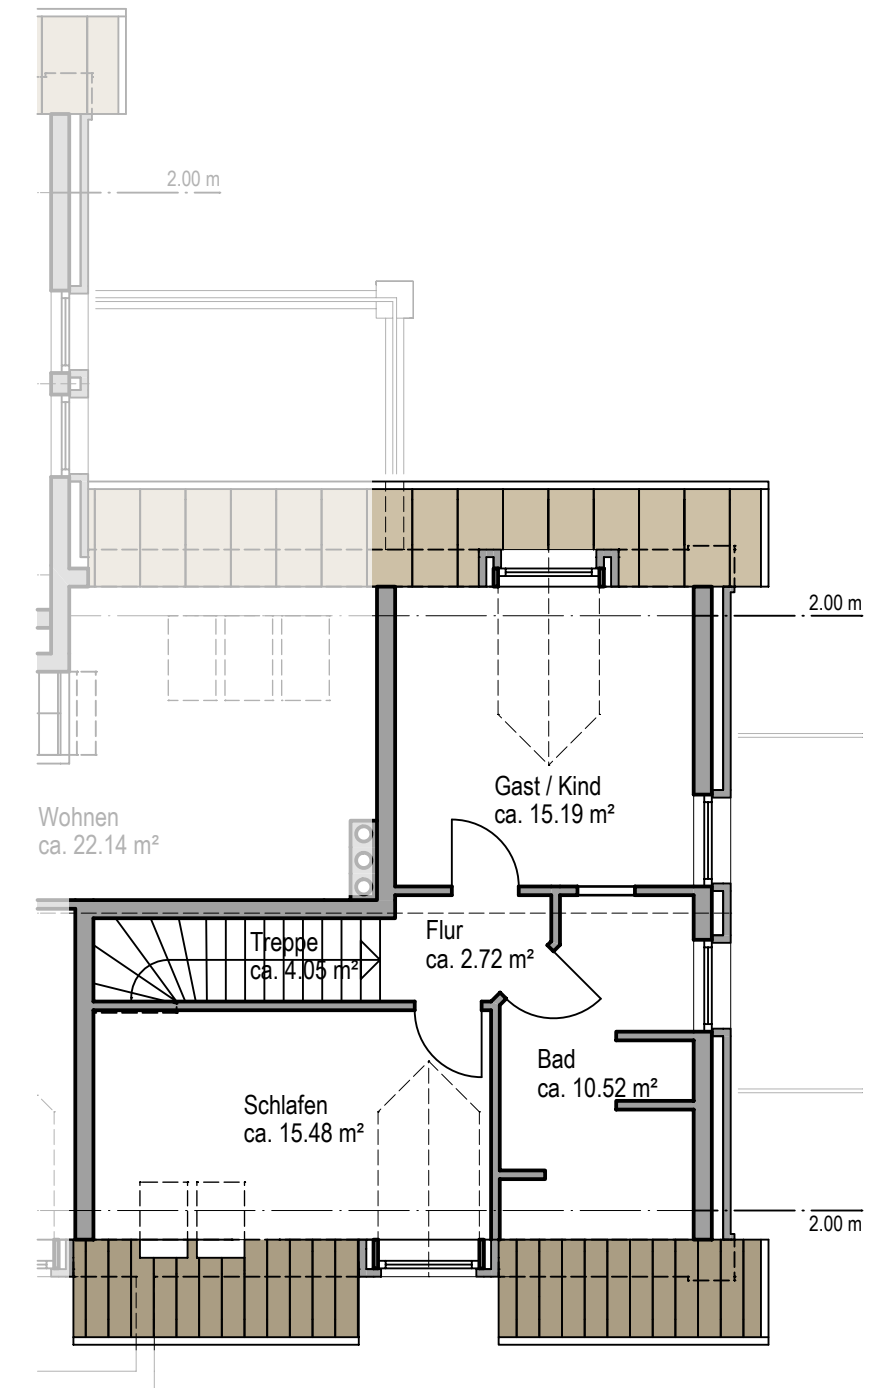 2.00 m
2.00 m
Gast / Kind
ca. 15.19 m²
Wohnen
ca. 22.14 m²
Flur
ca. 2.72 m²
Treppe
ca. 4.05 m²
Bad
ca. 10.52 m²
Schlafen
ca. 15.48 m²
2.00 m